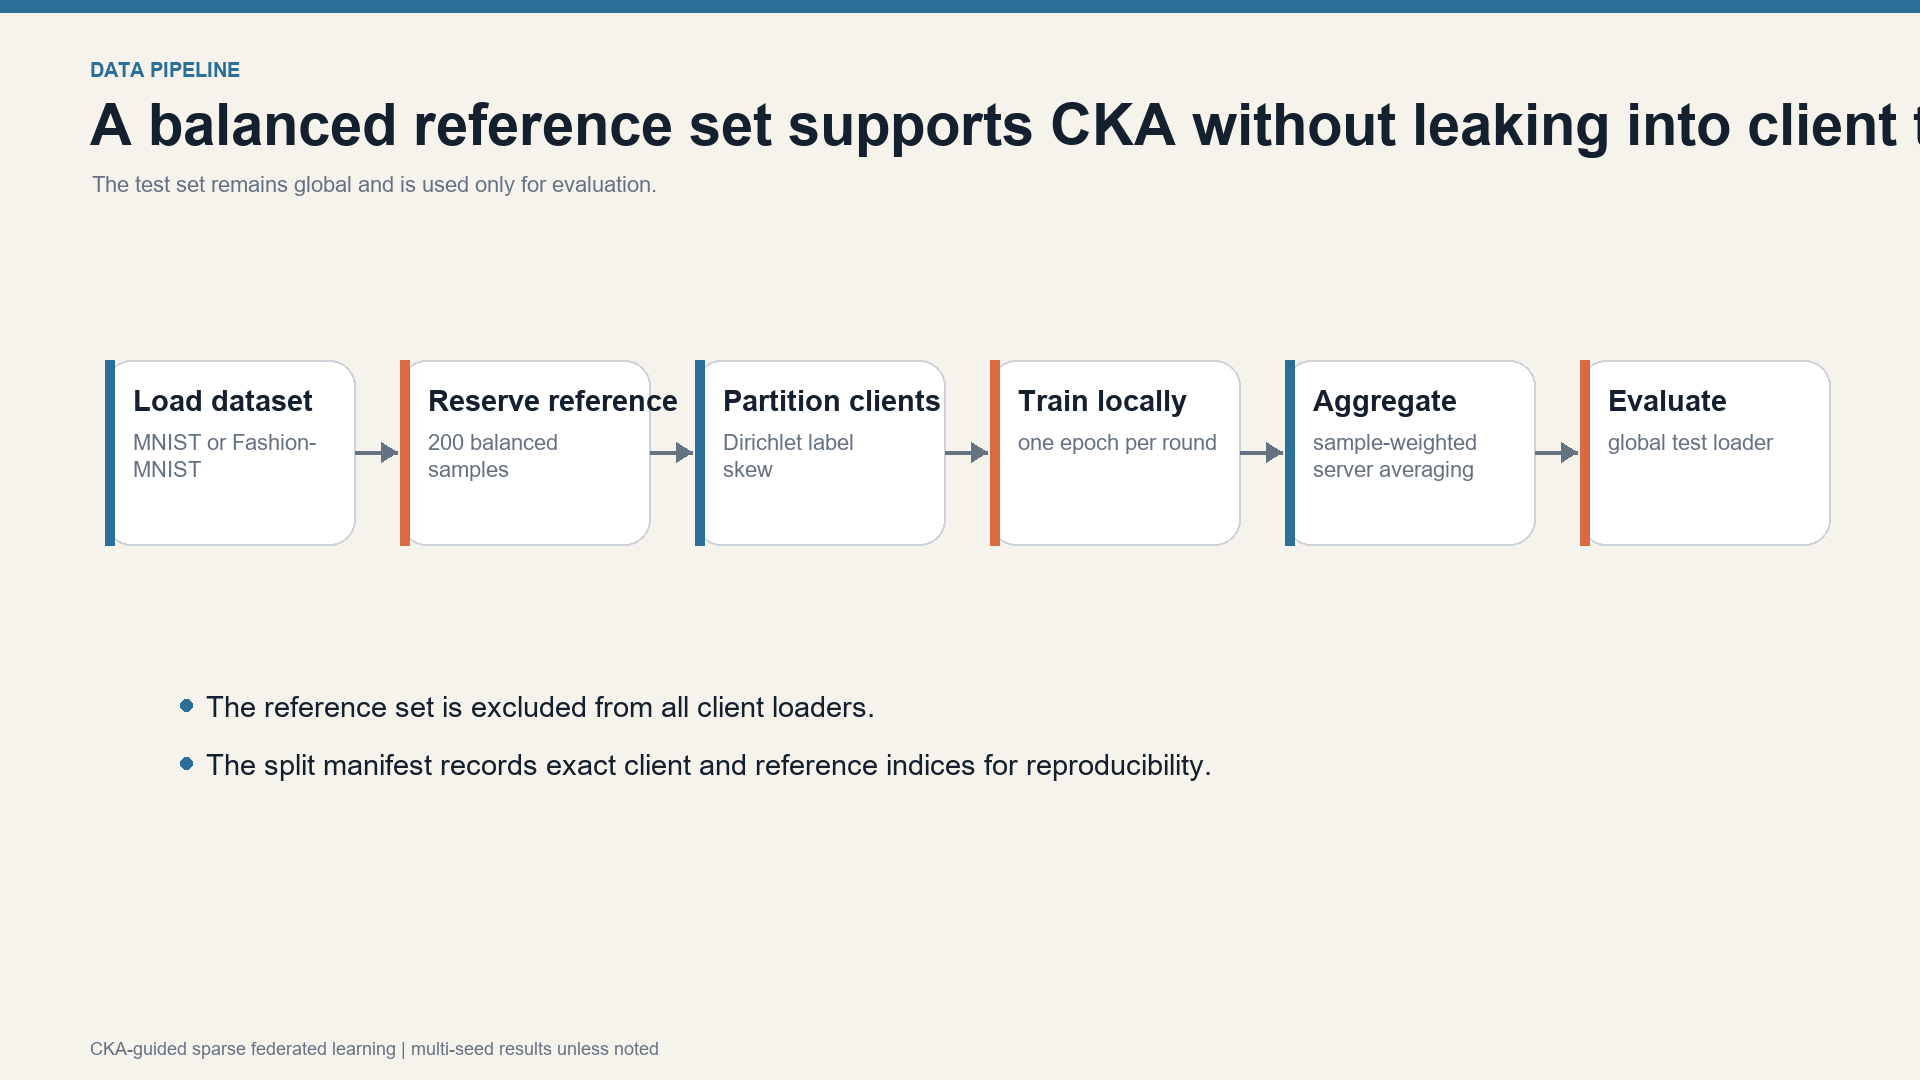 DATA PIPELINE
A balanced reference set supports CKA without leaking into client
The test set remains global and is used only for evaluation.
Load dataset
MNIST or Fashion-
MNIST
Reserve reference
200 balanced
samples
Partition clients
Dirichlet label
skew
Train locally
one epoch per round
Aggregate
sample-weighted
server averaging
Evaluate
global test loader
The reference set is excluded from all client loaders.
The split manifest records exact client and reference indices for reproducibility.
CKA-guided sparse federated learning | multi-seed results unless noted